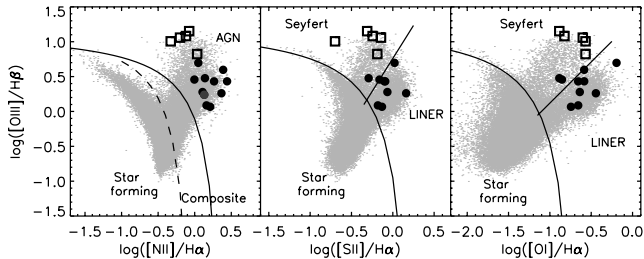 AGN
Seyfert
Seyfert
LINER
LINER
Star
forming
Composite
Star
forming
Star
forming
log([OIII]/Hβ)
1.5
1.0
0.5
0.0
−0.5
−1.0
−1.5
−1.5 −1.0 −0.5 0.0 0.5
−1.5 −1.0 −0.5 0.0 0.5
−2.0 −1.5 −1.0 −0.5 0.0
log([NII]/Hα)
log([SII]/Hα)
log([OI]/Hα)